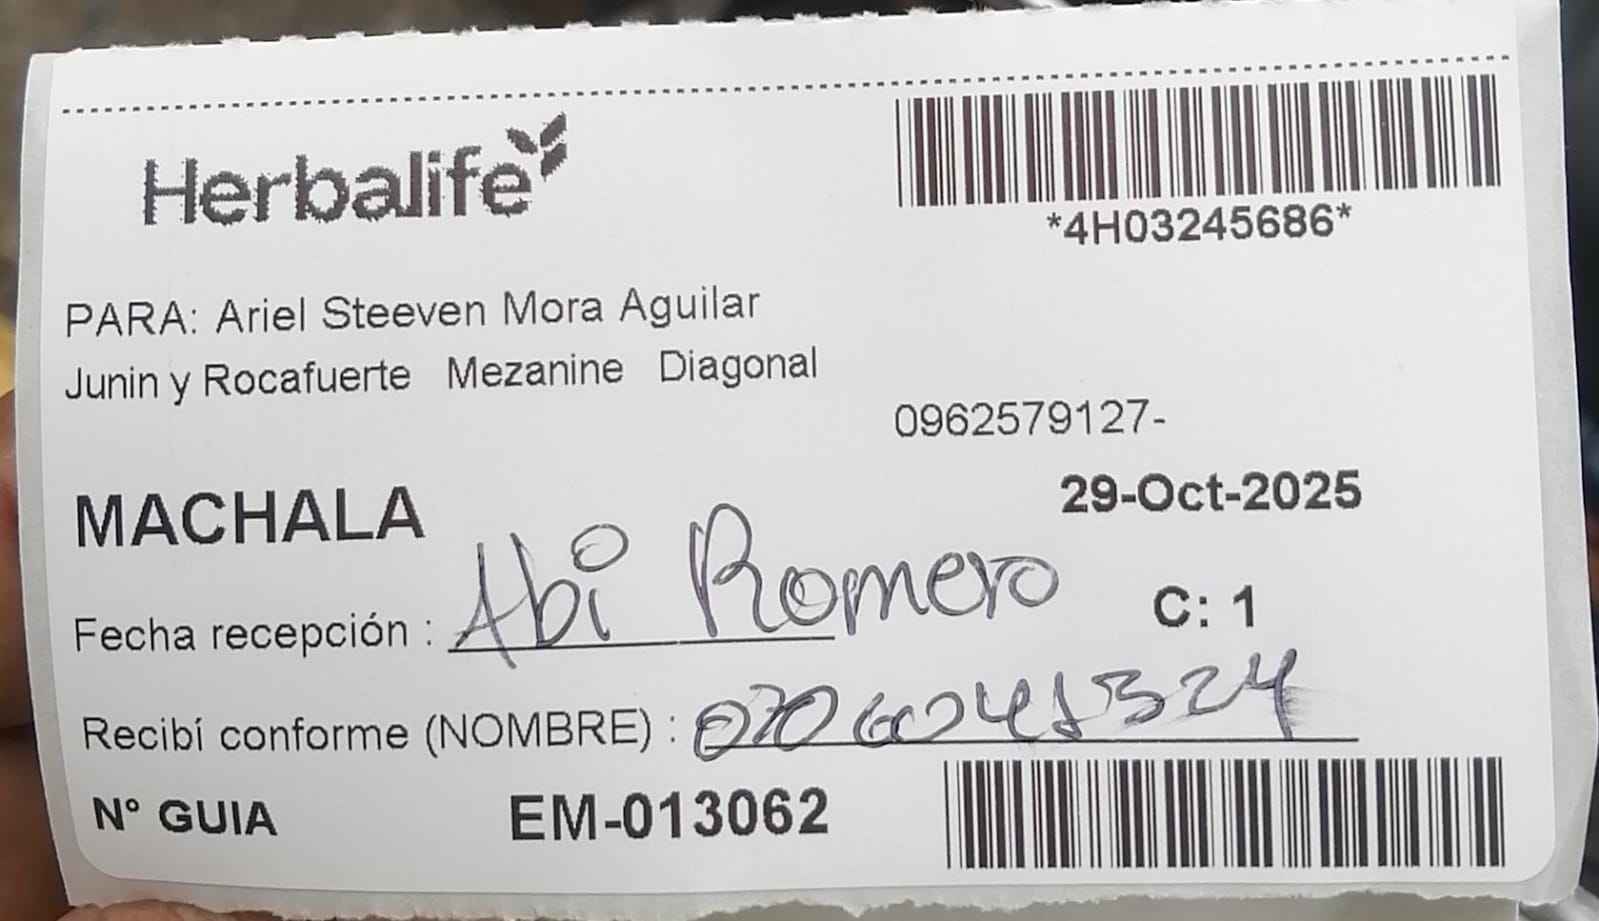 Herbalife
*4H03245686*
PARA: Ariel Steeven Mora Aguilar
Junin y Rocafuerte Mezanine Diagonal
0962579127-
MACHALA
29-Oct-2025
Fecha recepción : Abi Romero
C: 1
Recibí conforme (NOMBRE) :
Nº GUIA EM-013062